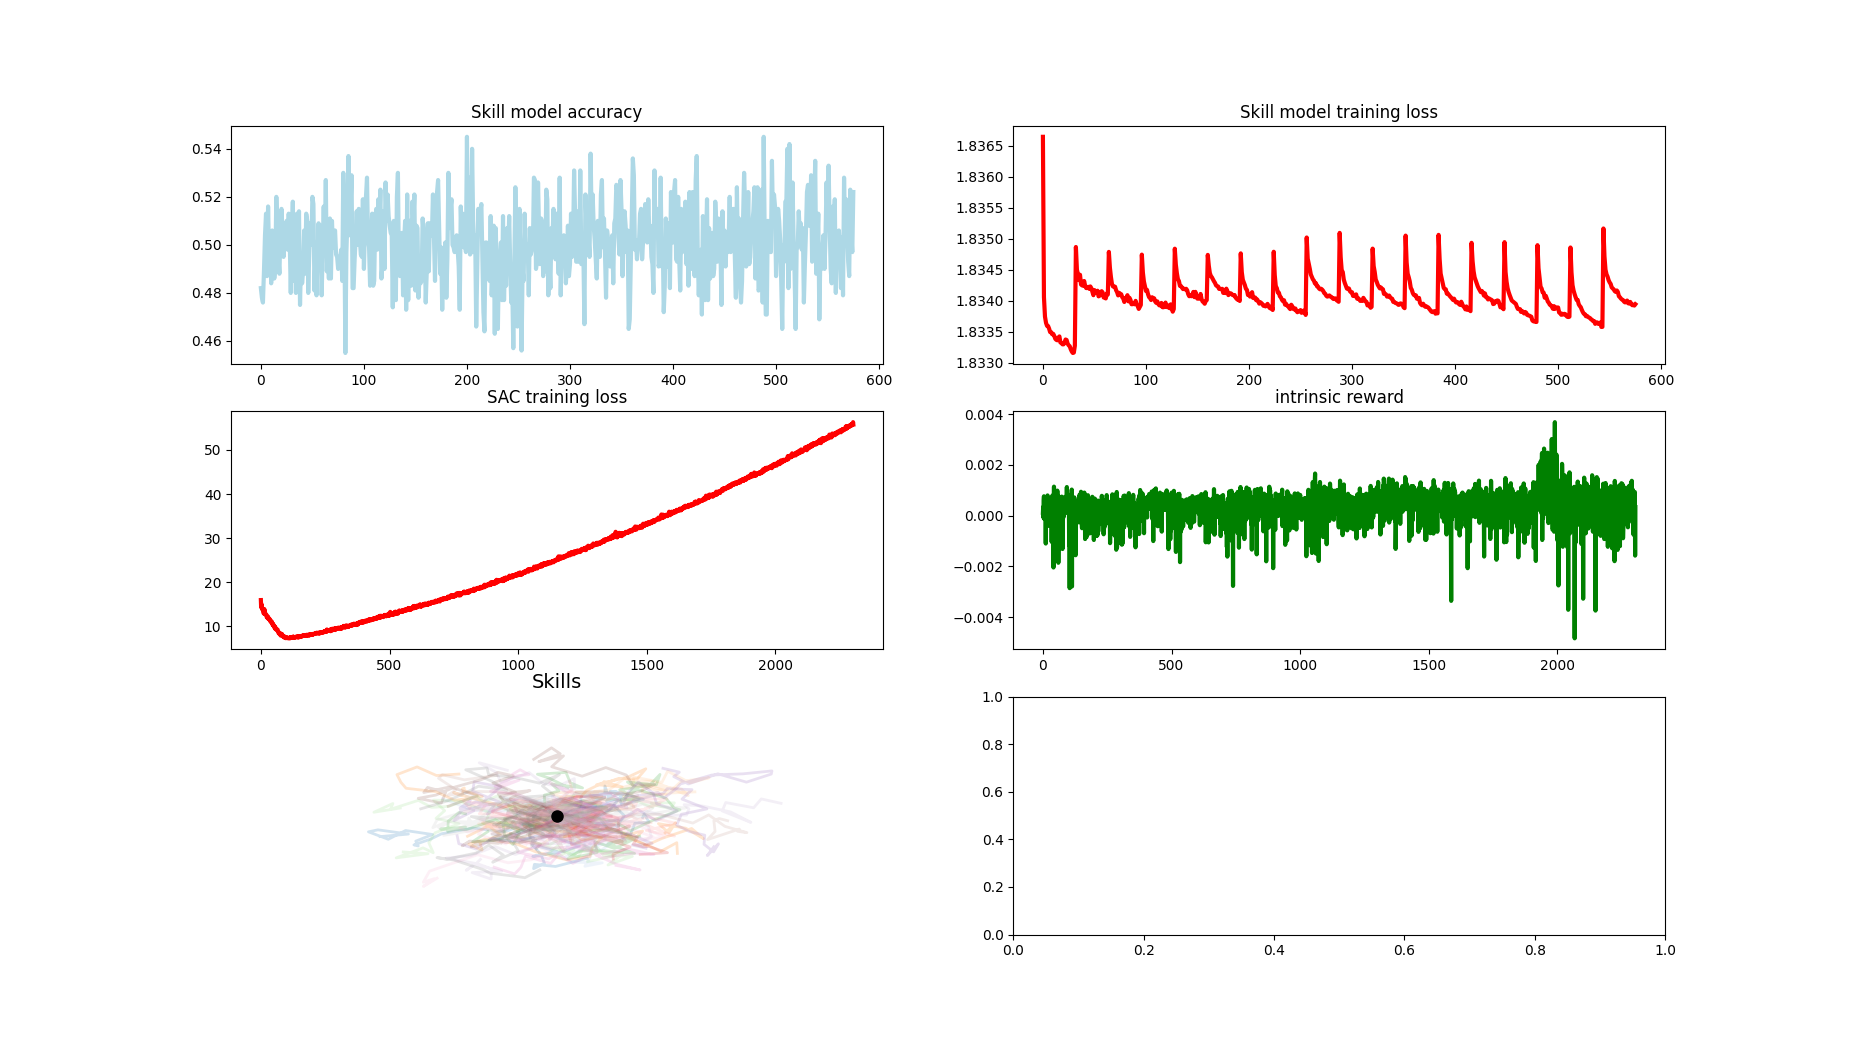 Skill model accuracy
0.54
0.52
0.50
0.48
0.46
0 100 200 300 400 500 600
Skill model training loss
1.8365
1.8360
1.8355
1.8350
1.8345
1.8340
1.8335
1.8330
0 100 200 300 400 500 600
SAC training loss
50
40
30
20
10
0 500 1000 1500 2000
intrinsic reward
0.004
0.002
0.000
−0.002
−0.004
0 500 1000 1500 2000
Skills
1.0
0.8
0.6
0.4
0.2
0.0
0.0 0.2 0.4 0.6 0.8 1.0